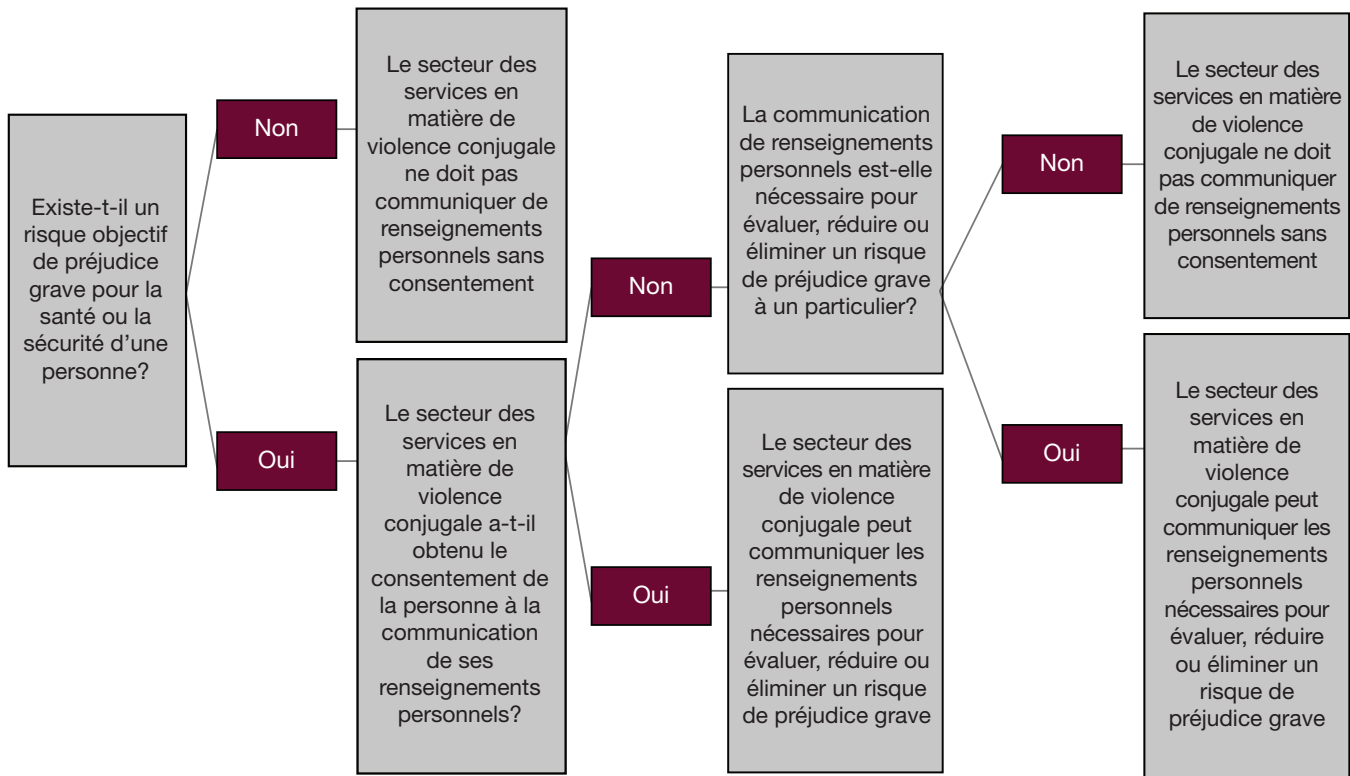 Existe-t-il un
risque objectif
de préjudice
grave pour la
santé ou la
sécurité d’une
personne?
Non
Le secteur des
services en
matière de
violence conjugale
ne doit pas
communiquer de
renseignements
personnels sans
consentement
Oui
Le secteur des
services en
matière de
violence
conjugale a-t-il
obtenu le
consentement de
la personne à la
communication
de ses
renseignements
personnels?
Non
La communication
de renseignements
personnels est-elle
nécessaire pour
évaluer, réduire ou
éliminer un risque
de préjudice grave
à un particulier?
Oui
Le secteur des
services en matière
de violence
conjugale peut
communiquer les
renseignements
personnels
nécessaires pour
évaluer, réduire ou
éliminer un risque
de préjudice grave
Non
Le secteur des
services en matière
de violence
conjugale ne doit
pas communiquer
de renseignements
personnels sans
consentement
Oui
Le secteur des
services en
matière de
violence
conjugale peut
communiquer les
renseignements
personnels
nécessaires pour
évaluer, réduire
ou éliminer un
risque de
préjudice grave